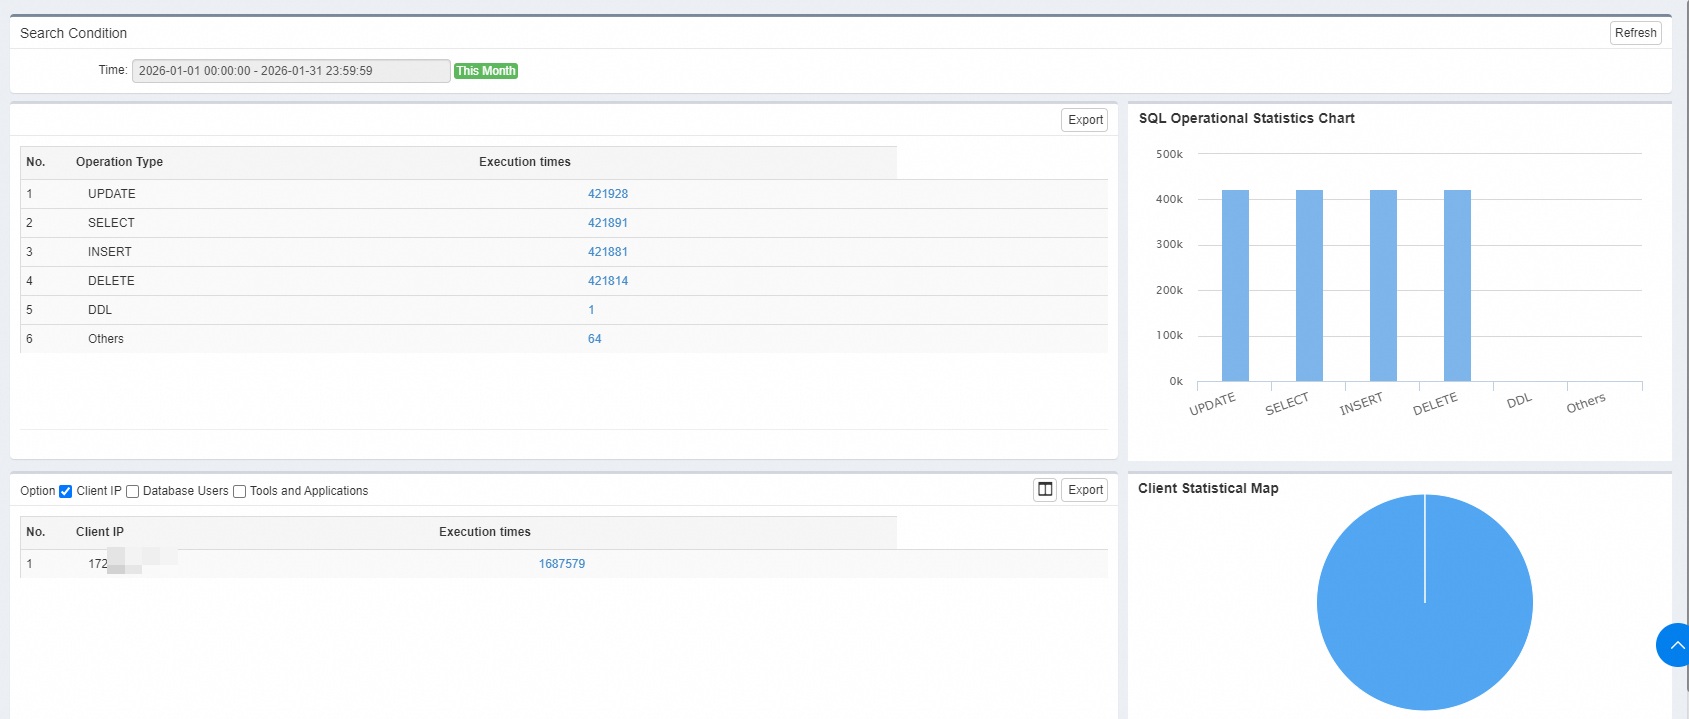 Search Condition
Refresh
Time: 2026-01-01 00:00:00 - 2026-01-31 23:59:59 This Month
Export
No. Operation Type Execution times
1 UPDATE 421928
2 SELECT 421891
3 INSERT 421881
4 DELETE 421814
5 DDL 1
6 Others 64
SQL Operational Statistics Chart
500k
400k
300k
200k
100k
0k
UPDATE SELECT INSERT DELETE DDL Others
Option Client IP Database Users Tools and Applications
Export
No. Client IP Execution times
1 172 1687579
Client Statistical Map